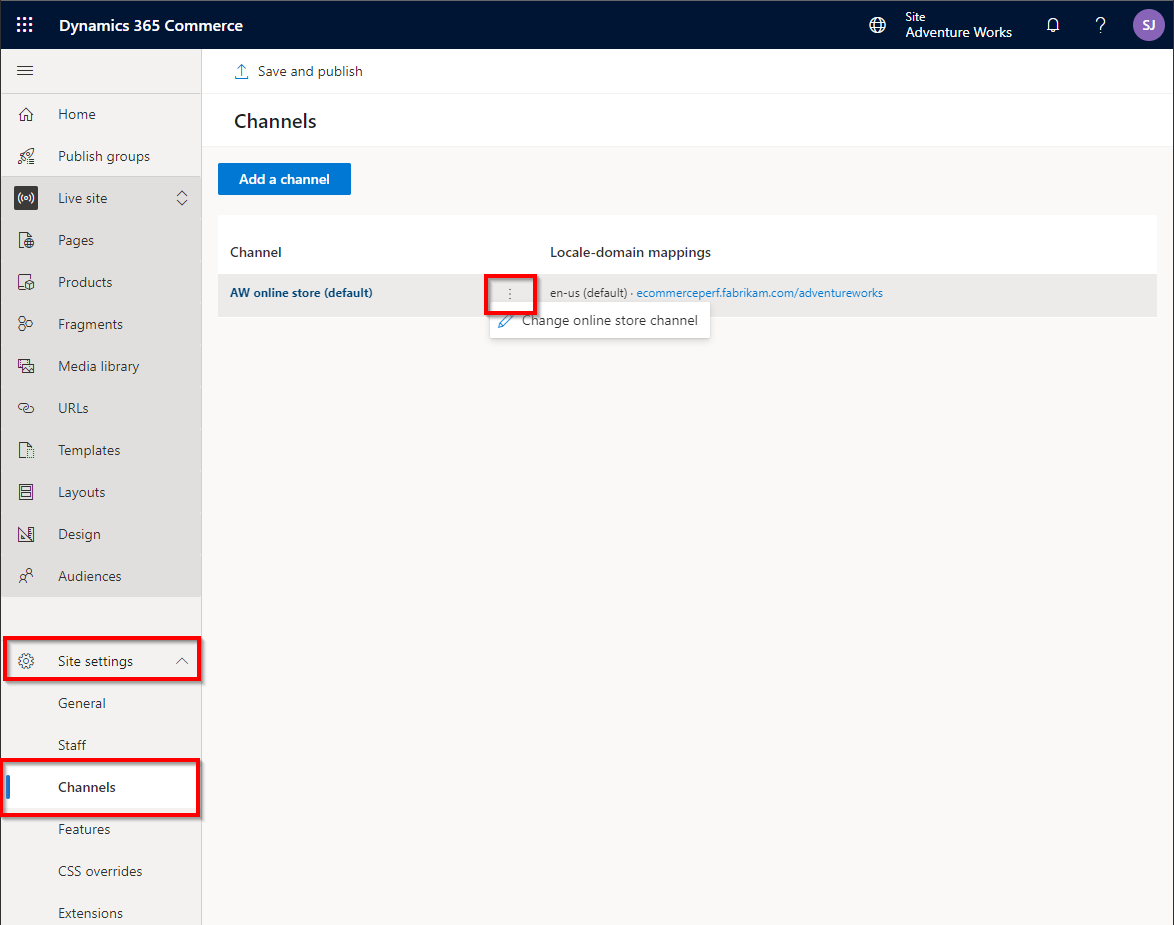 Dynamics 365 Commerce
Site
Adventure Works
?
SJ
Save and publish
Home
Publish groups
Live site
Pages
Products
Fragments
Media library
URLs
Templates
Layouts
Design
Audiences
Site settings
General
Staff
Channels
Features
CSS overrides
Extensions
Channels
Add a channel
Channel Locale-domain mappings
AW online store (default) en-us (default) · ecommerceperf.fabrikam.com/adventureworks
Change online store channel